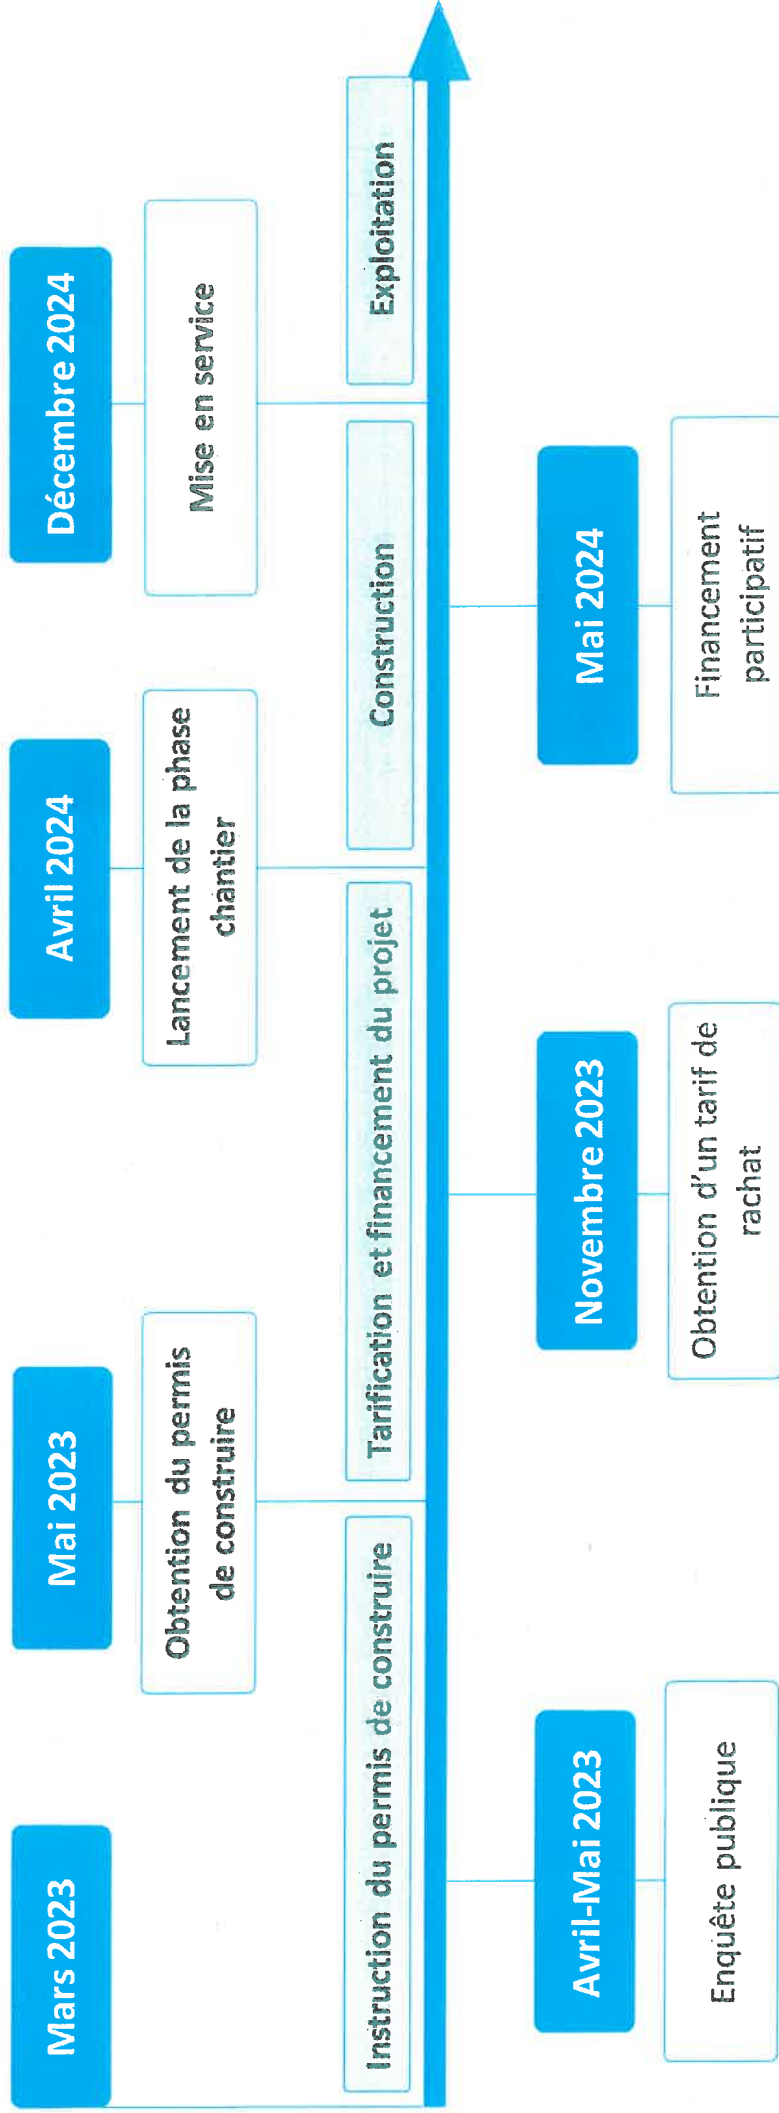 Mars 2023
Mai 2023
Obtention du permis
de construire
Avril 2024
Lancement de la phase
chantier
Décembre 2024
Mise en service
Instruction du permis de construire
Tarification et financement du projet
Construction
Exploitation
Avril-Mai 2023
Enquête publique
Novembre 2023
Obtention d'un tarif de
rachat
Mai 2024
Financement
participatif